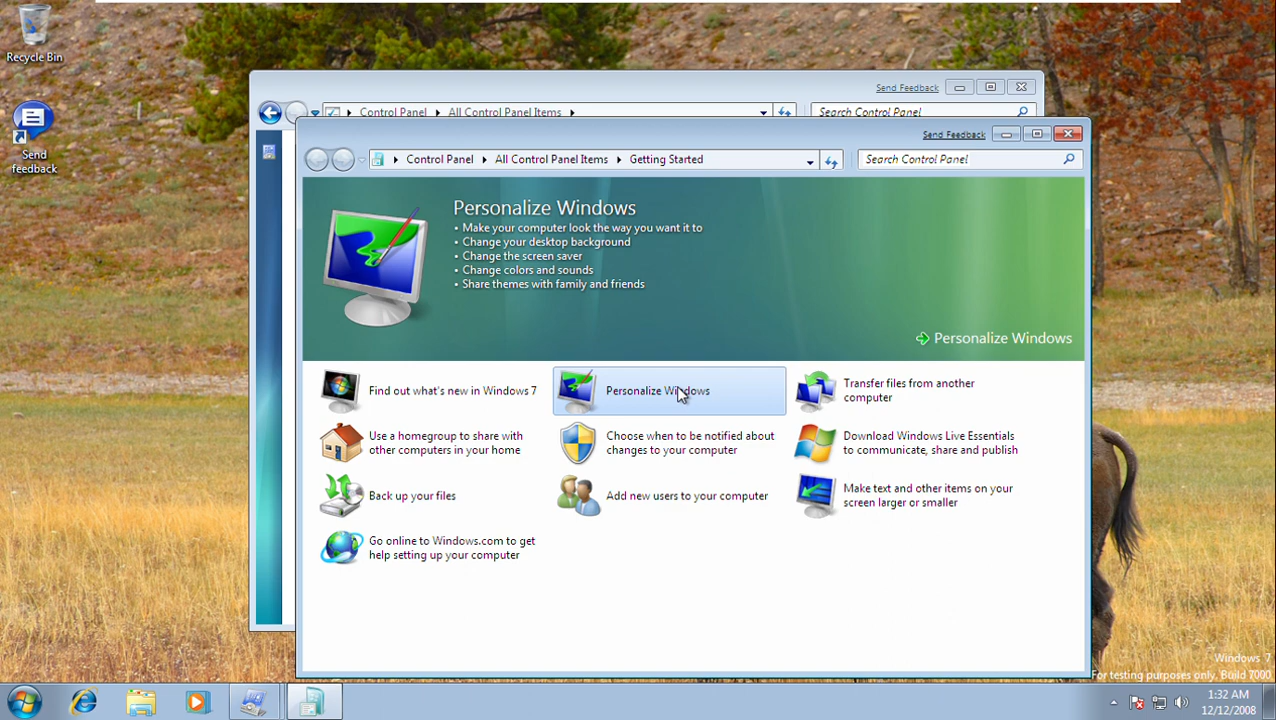 Recycle Bin
Send
feedback
Send Feedback
Control Panel
All Control Panel Items
Search Control Panel
Send Feedback
Control Panel
All Control Panel Items
Getting Started
Search Control Panel
Personalize Windows
• Make your computer look the way you want it to
• Change your desktop background
• Change the screen saver
• Change colors and sounds
• Share themes with family and friends
Personalize Windows
Find out what's new in Windows 7
Personalize Windows
Transfer files from another
computer
Use a homegroup to share with
other computers in your home
Choose when to be notified about
changes to your computer
Download Windows Live Essentials
to communicate, share and publish
Back up your files
Add new users to your computer
Make text and other items on your
screen larger or smaller
Go online to Windows.com to get
help setting up your computer
Windows 7
For testing purposes only. Build 7000
1:32 AM
12/12/2008